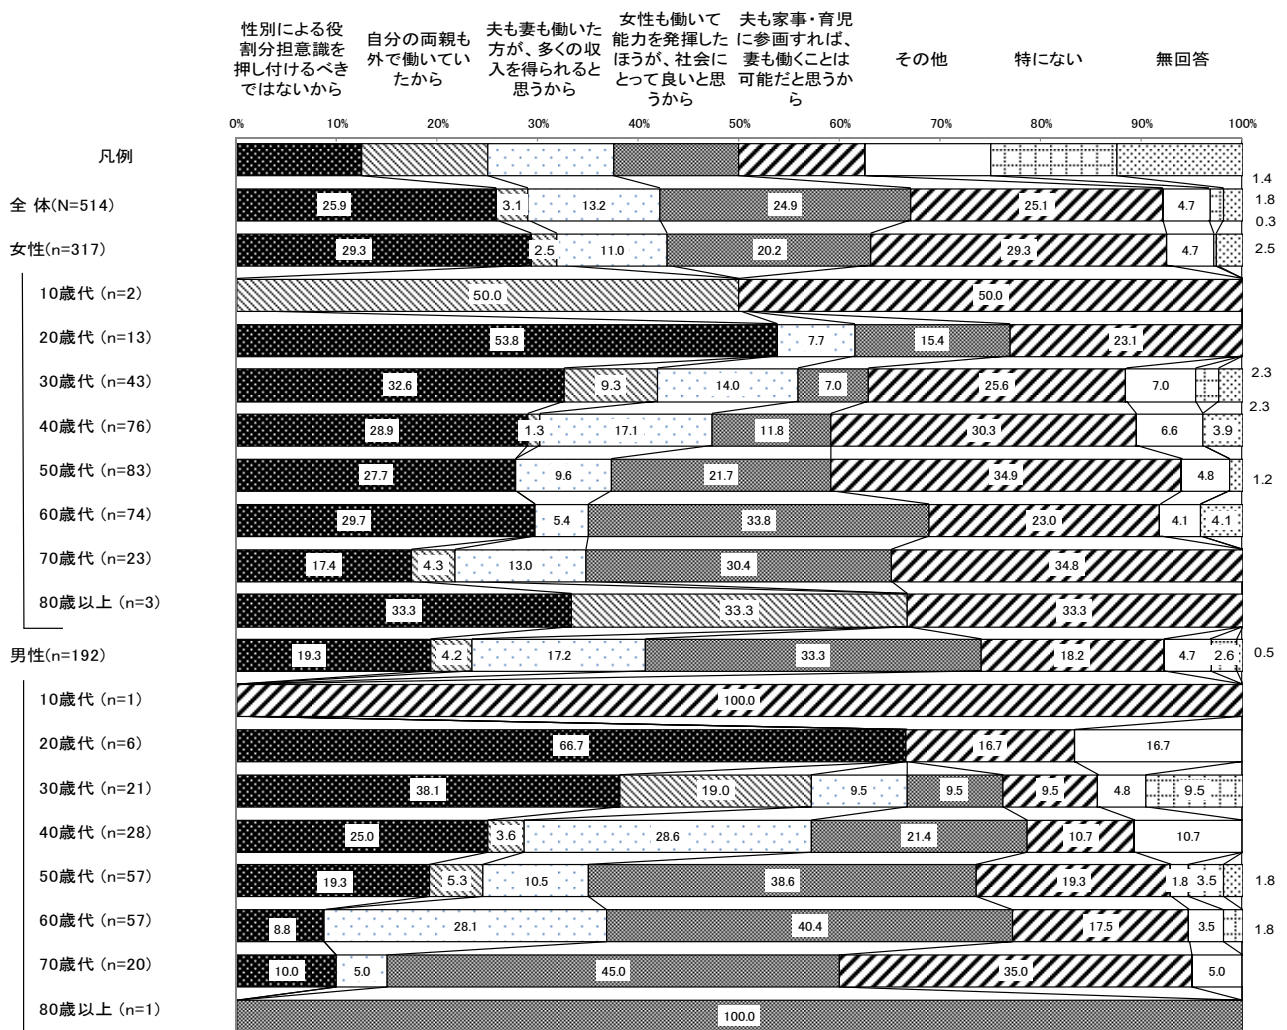 性別による役
割分担意識を
押し付けるべき
ではないから
自分の両親も
外で働いてい
たから
夫も妻も働いた
方が、多くの収
入を得られると
思うから
女性も働いて
能力を発揮した
ほうが、社会に
とって良いと思
うから
夫も家事・育児
に参画すれば、
妻も働くことは
可能だと思うか
ら
その他
特にない
無回答
0% 10% 20% 30% 40% 50% 60% 70% 80% 90% 100%
凡例
1.4
全 体(N=514) 25.9 3.1 13.2 24.9 25.1 4.7 1.8
0.3
女性(n=317) 29.3 2.5 11.0 20.2 29.3 4.7 2.5
10歳代 (n=2) 50.0 50.0
20歳代 (n=13) 53.8 7.7 15.4 23.1
30歳代 (n=43) 32.6 9.3 14.0 7.0 25.6 7.0 2.3
2.3
40歳代 (n=76) 28.9 1.3 17.1 11.8 30.3 6.6 3.9
50歳代 (n=83) 27.7 9.6 21.7 34.9 4.8 1.2
60歳代 (n=74) 29.7 5.4 33.8 23.0 4.1 4.1
70歳代 (n=23) 17.4 4.3 13.0 30.4 34.8
80歳以上 (n=3) 33.3 33.3 33.3
男性(n=192) 19.3 4.2 17.2 33.3 18.2 4.7 2.6 0.5
10歳代 (n=1) 100.0
20歳代 (n=6) 66.7 16.7 16.7
30歳代 (n=21) 38.1 19.0 9.5 9.5 9.5 4.8 9.5
40歳代 (n=28) 25.0 3.6 28.6 21.4 10.7 10.7
50歳代 (n=57) 19.3 5.3 10.5 38.6 19.3 1.8 3.5 1.8
60歳代 (n=57) 8.8 28.1 40.4 17.5 3.5 1.8
70歳代 (n=20) 10.0 5.0 45.0 35.0 5.0
80歳以上 (n=1) 100.0